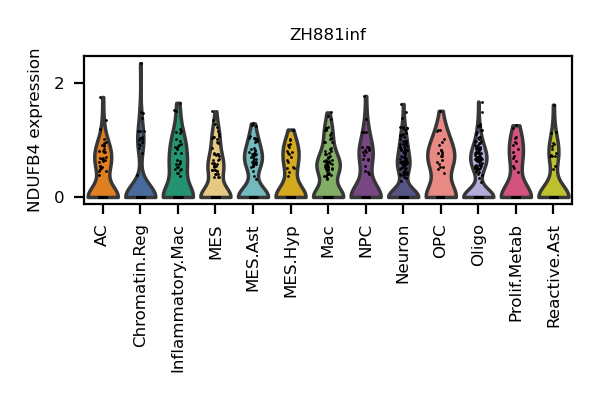 ZH881inf
NDUFB4 expression
2
0
AC
Chromatin.Reg
Inflammatory.Mac
MES
MES.Ast
MES.Hyp
Mac
NPC
Neuron
OPC
Oligo
Prolif.Metab
Reactive.Ast